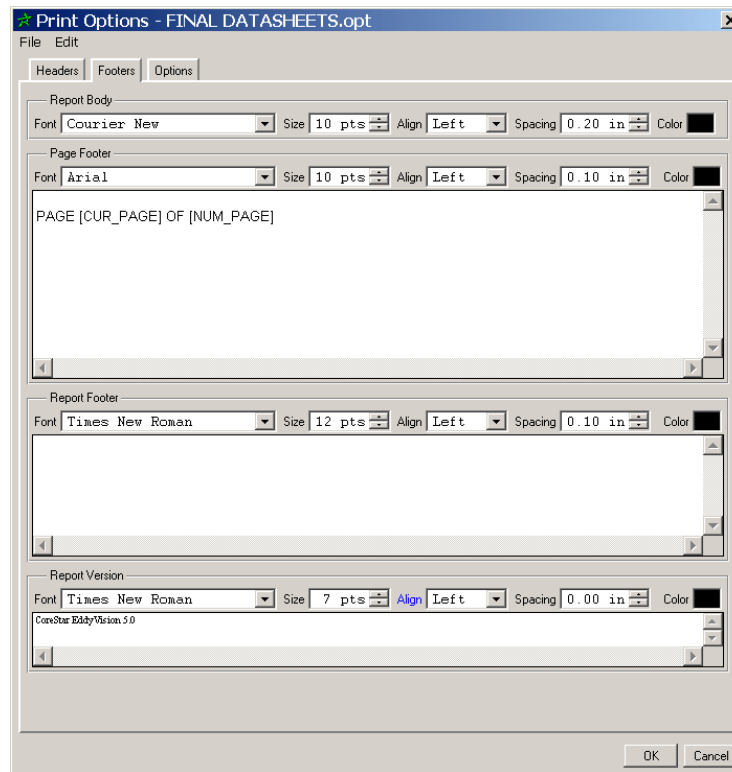 Print Options - FINAL DATASHEETS.opt
File Edit
Headers Footers Options
Report Body
Font Courier New Size 10 pts Align Left Spacing 0.20 in Color
Page Footer
Font Arial Size 10 pts Align Left Spacing 0.10 in Color
PAGE [CUR_PAGE] OF [NUM_PAGE]
Report Footer
Font Times New Roman Size 12 pts Align Left Spacing 0.10 in Color
Report Version
Font Times New Roman Size 7 pts Align Left Spacing 0.00 in Color
CoreStar EddyVision 5.0
OK Cancel